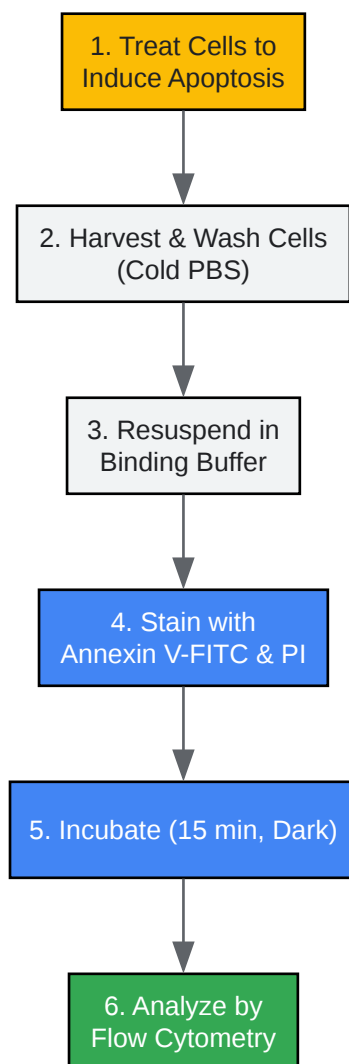 1. Treat Cells to
Induce Apoptosis
2. Harvest & Wash Cells
(Cold PBS)
3. Resuspend in
Binding Buffer
4. Stain with
Annexin V-FITC & PI
5. Incubate (15 min, Dark)
6. Analyze by
Flow Cytometry